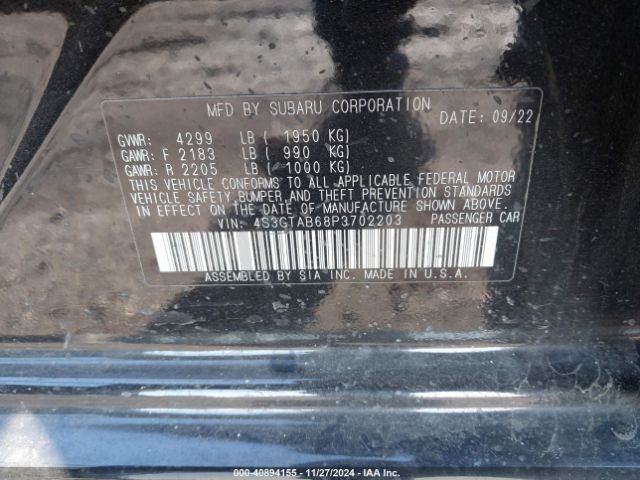 MFD BY SUBARU CORPORATION
DATE: 09/22
GVWR: 4299 LB ( 1950 KG)
GAWR: F 2183 LB ( 990 KG)
GAWR: R 2205 LB ( 1000 KG)
THIS VEHICLE CONFORMS TO ALL APPLICABLE FEDERAL MOTOR
VEHICLE SAFETY, BUMPER, AND THEFT PREVENTION STANDARDS
IN EFFECT ON THE DATE OF MANUFACTURE SHOWN ABOVE.
VIN: 4S3GTAB68P3702203 PASSENGER CAR
ASSEMBLED BY SIA INC. MADE IN U.S.A.
000-40894155 - 11/27/2024 - IAA Inc.